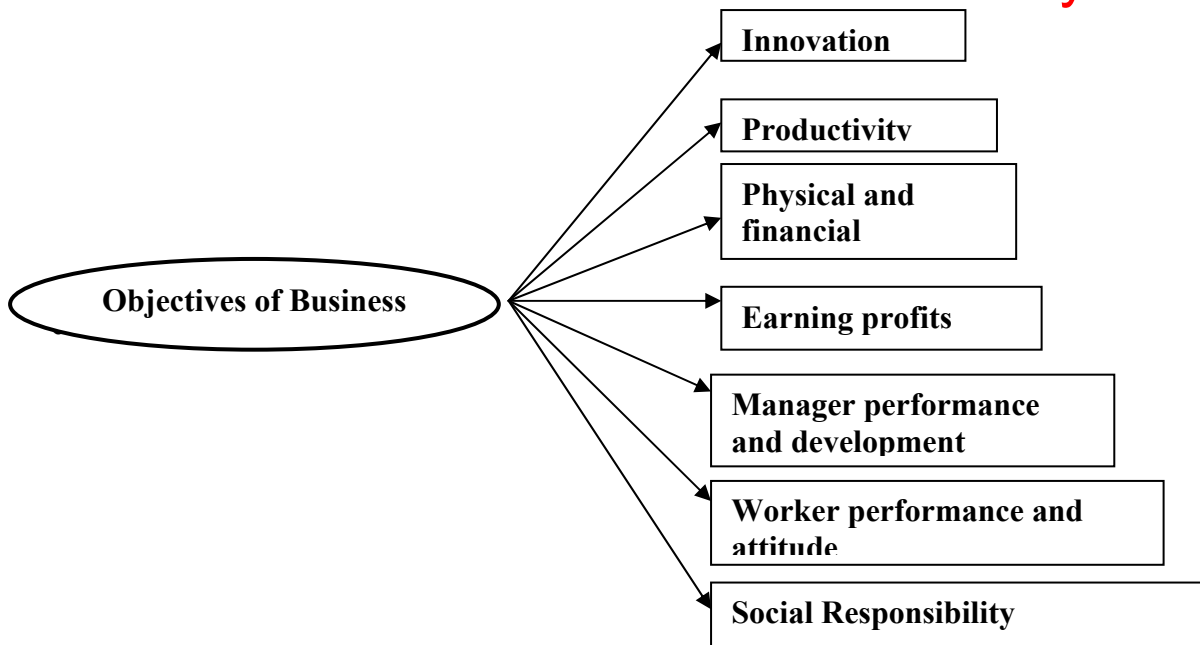 Innovation
Productivity
Physical and
financial
Objectives of Business
Earning profits
Manager performance
and development
Worker performance and
attitude
Social Responsibility